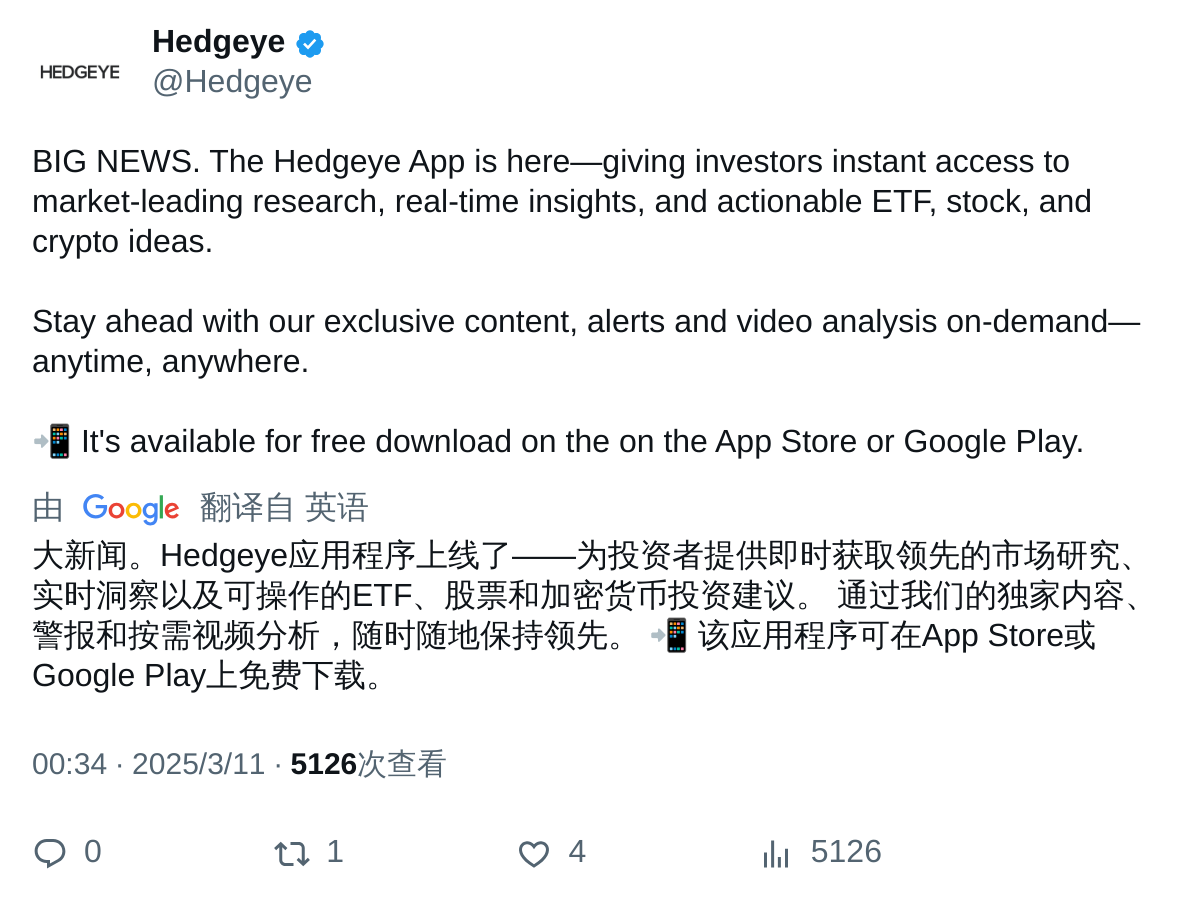 HEDGEYE
Hedgeye
@Hedgeye
BIG NEWS. The Hedgeye App is here—giving investors instant access to
market-leading research, real-time insights, and actionable ETF, stock, and
crypto ideas.
Stay ahead with our exclusive content, alerts and video analysis on-demand—
anytime, anywhere.
📲 It's available for free download on the on the App Store or Google Play.
由 Google 翻译自 英语
大新闻。Hedgeye应用程序上线了——为投资者提供即时获取领先的市场研究、
实时洞察以及可操作的ETF、股票和加密货币投资建议。 通过我们的独家内容、
警报和按需视频分析，随时随地保持领先。 📲 该应用程序可在App Store或
Google Play上免费下载。
00:34 · 2025/3/11 · 5126次查看
0 1 4 5126